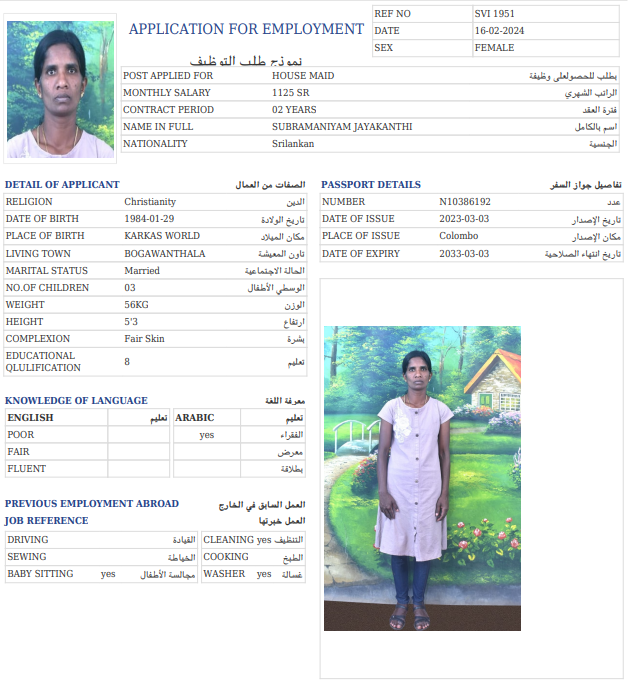 APPLICATION FOR EMPLOYMENT
نموذج طلب التوظيف
REF NO SVI 1951
DATE 16-02-2024
SEX FEMALE
POST APPLIED FOR HOUSE MAID يطلب للحصولعلى وظيفة
MONTHLY SALARY 1125 SR الراتب الشهري
CONTRACT PERIOD 02 YEARS فترة العقد
NAME IN FULL SUBRAMANIYAM JAYAKANTHI اسم بالكامل
NATIONALITY Srilankan الجنسية
DETAIL OF APPLICANT الصفات من العمال
RELIGION Christianity الدين
DATE OF BIRTH 1984-01-29 تاريخ الولادة
PLACE OF BIRTH KARKAS WORLD مكان الميلاد
LIVING TOWN BOGAWANTHALA تاون المعيشة
MARITAL STATUS Married الحالة الاجتماعية
NO.OF CHILDREN 03 الوسطي الأطفال
WEIGHT 56KG الوزن
HEIGHT 5'3 ارتفاع
COMPLEXION Fair Skin بشرة
EDUCATIONAL QLULIFICATION 8 تعليم
PASSPORT DETAILS تفاصيل جواز السفر
NUMBER N10386192 عدد
DATE OF ISSUE 2023-03-03 تاريخ الإصدار
PLACE OF ISSUE Colombo مكان الإصدار
DATE OF EXPIRY 2033-03-03 تاريخ انتهاء الصلاحية
KNOWLEDGE OF LANGUAGE معرفة اللغة
ENGLISH تعليم ARABIC تعليم
POOR yes الفقراء
FAIR معرض
FLUENT بطلاقة
PREVIOUS EMPLOYMENT ABROAD العمل السابق في الخارج
JOB REFERENCE العمل خبرتها
DRIVING القيادة CLEANING yes التنظيف
SEWING الخياطة COOKING الطبخ
BABY SITTING yes مجالسة الأطفال WASHER yes غسالة